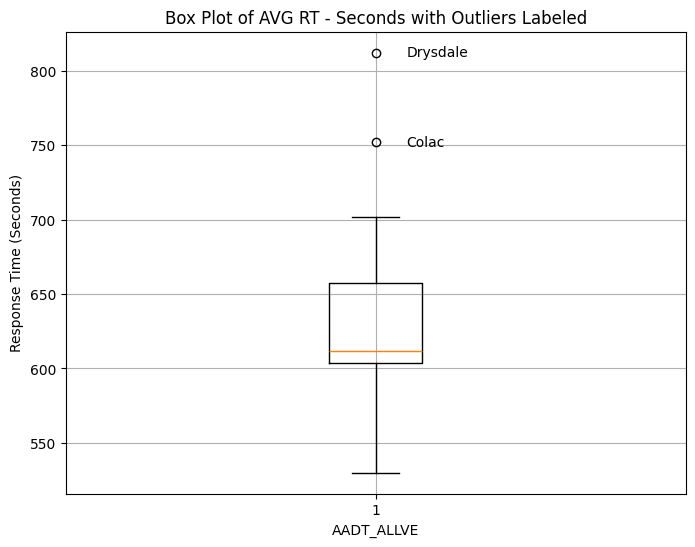 Box Plot of AVG RT - Seconds with Outliers Labeled
800
750
700
650
600
550
Response Time (Seconds)
Drysdale
Colac
1
AADT_ALLVE